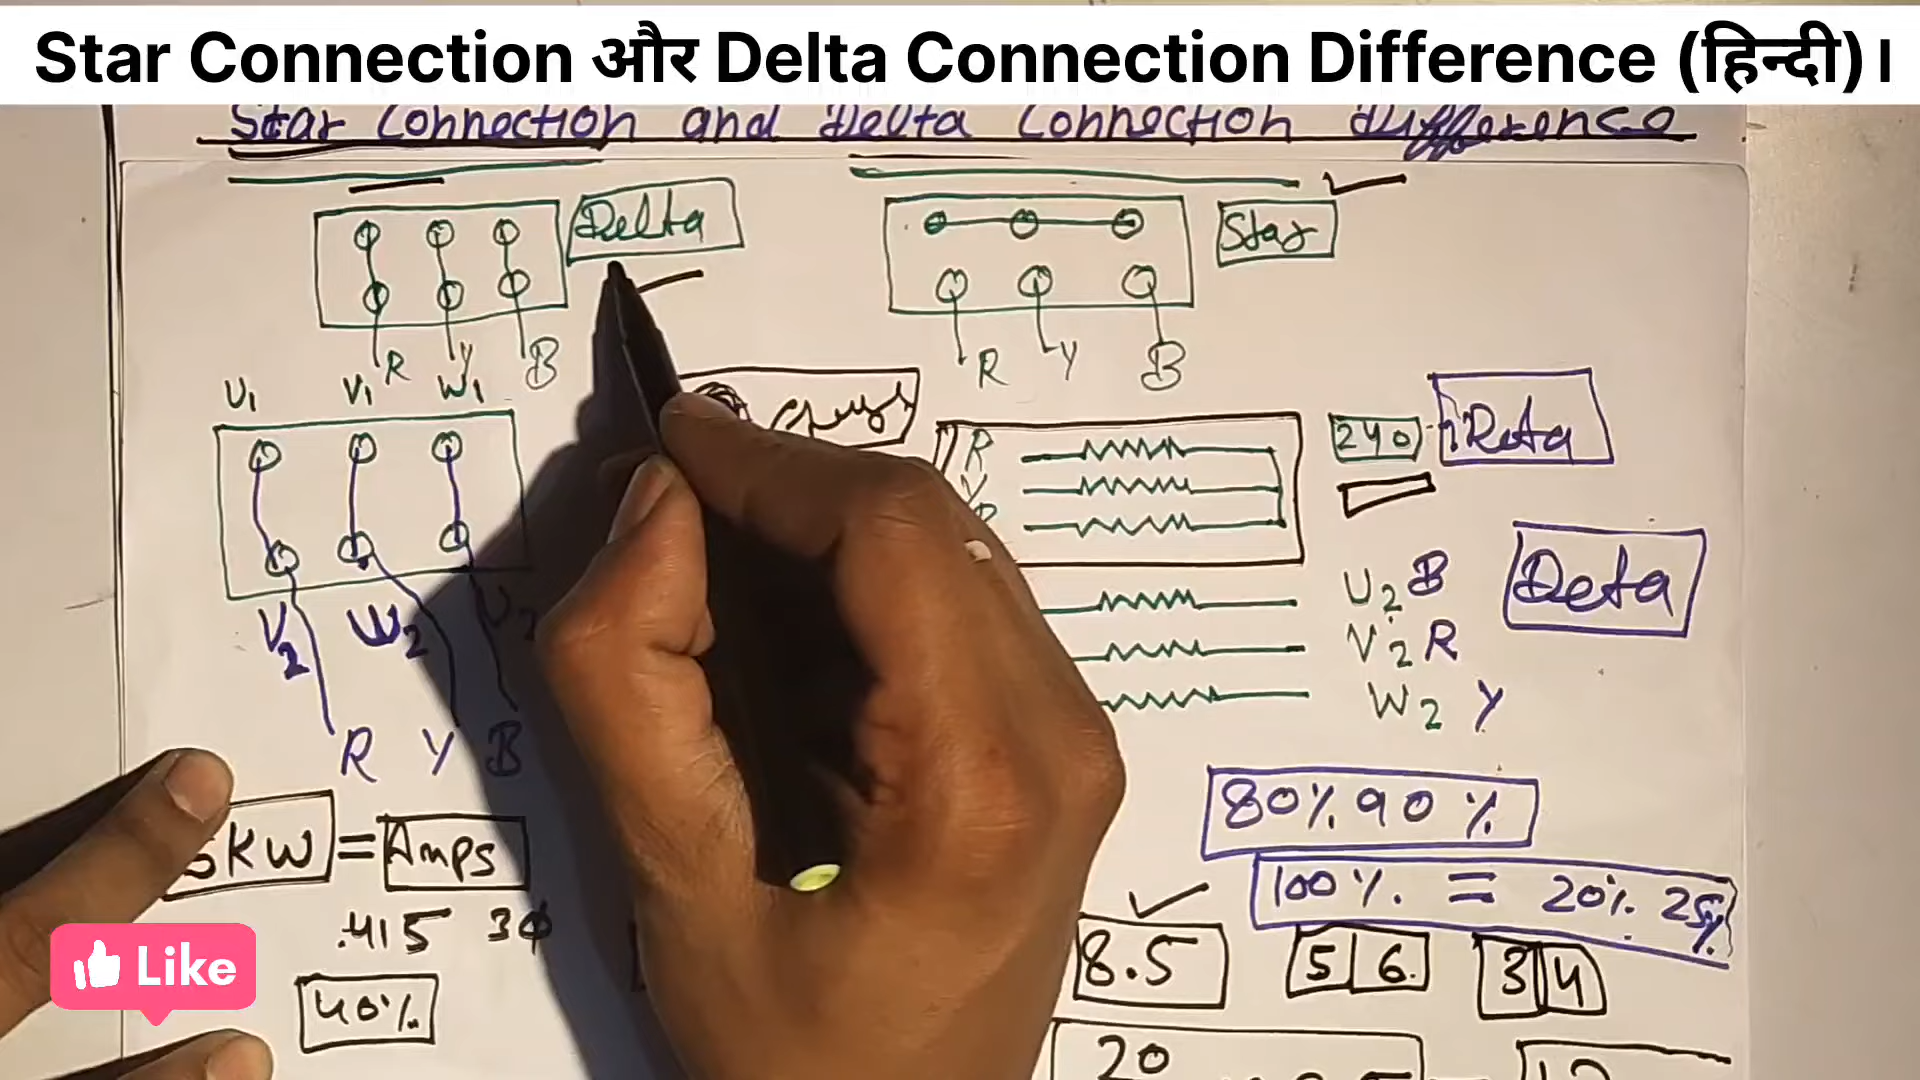 Star Connection और Delta Connection Difference (हिन्दी)।
Star Connection and Delta Connection difference
Delta
Star
R Y B
R Y B
U1 V1 W1
R
240
Reta
V2 W2
U2 B
Deta
V2 R
W2 Y
R Y B
80% 90%
KW = Amps
100% = 20% 25%
.415 3ϕ
8.5
5 6.
3 4
Like
40%
20